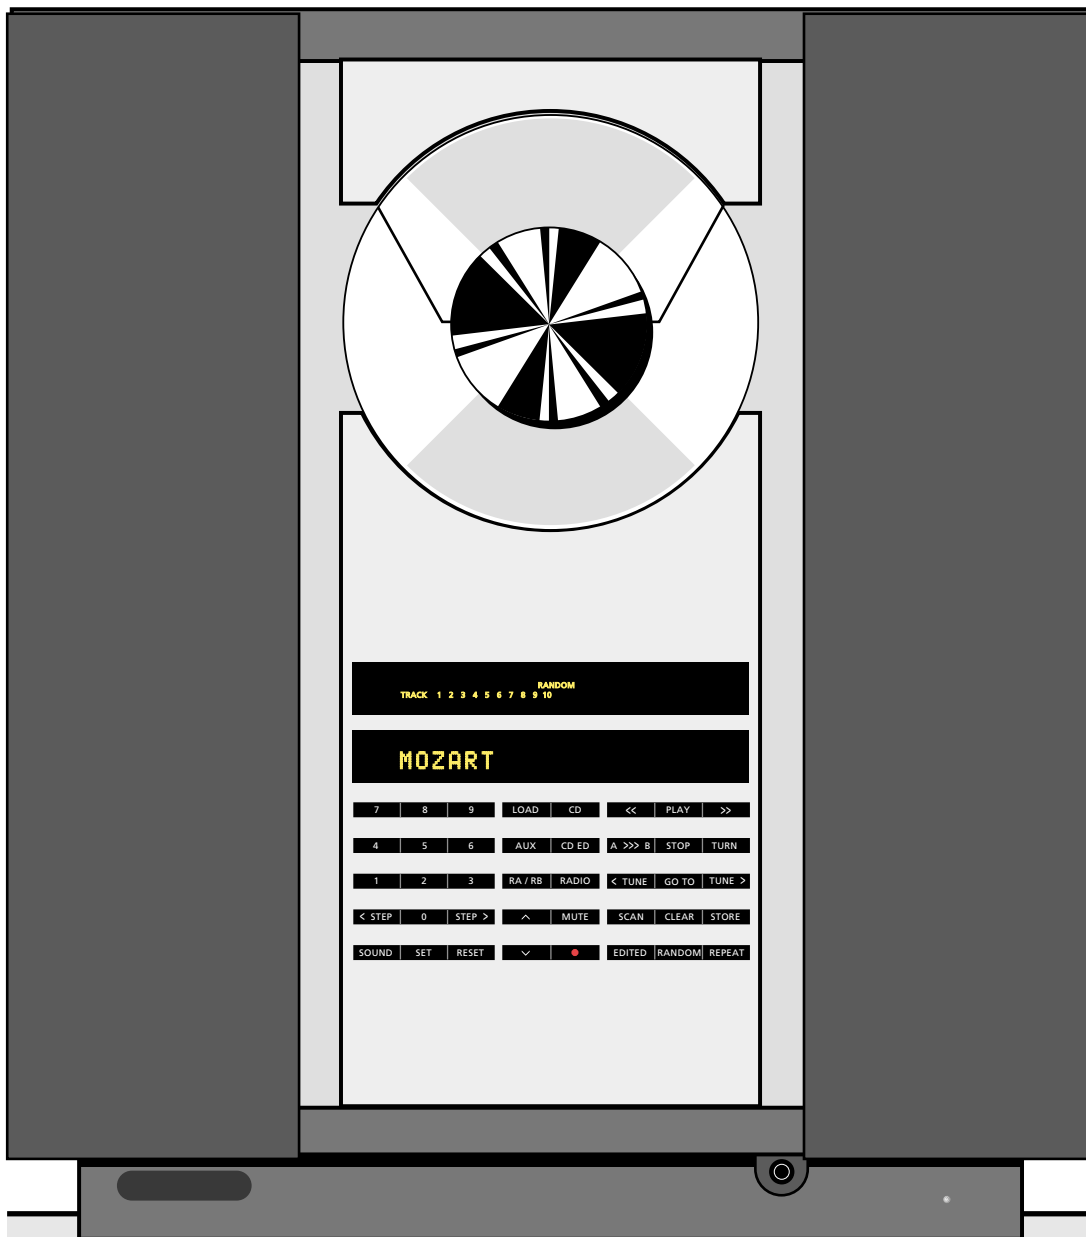 RANDOM
TRACK 1 2 3 4 5 6 7 8 9 10
MOZART
7 8 9 LOAD CD << PLAY >>
4 5 6 AUX CD ED A >>> B STOP TURN
1 2 3 RA / RB RADIO < TUNE GO TO TUNE >
< STEP 0 STEP > ^ MUTE SCAN CLEAR STORE
SOUND SET RESET ∨ ● EDITED RANDOM REPEAT